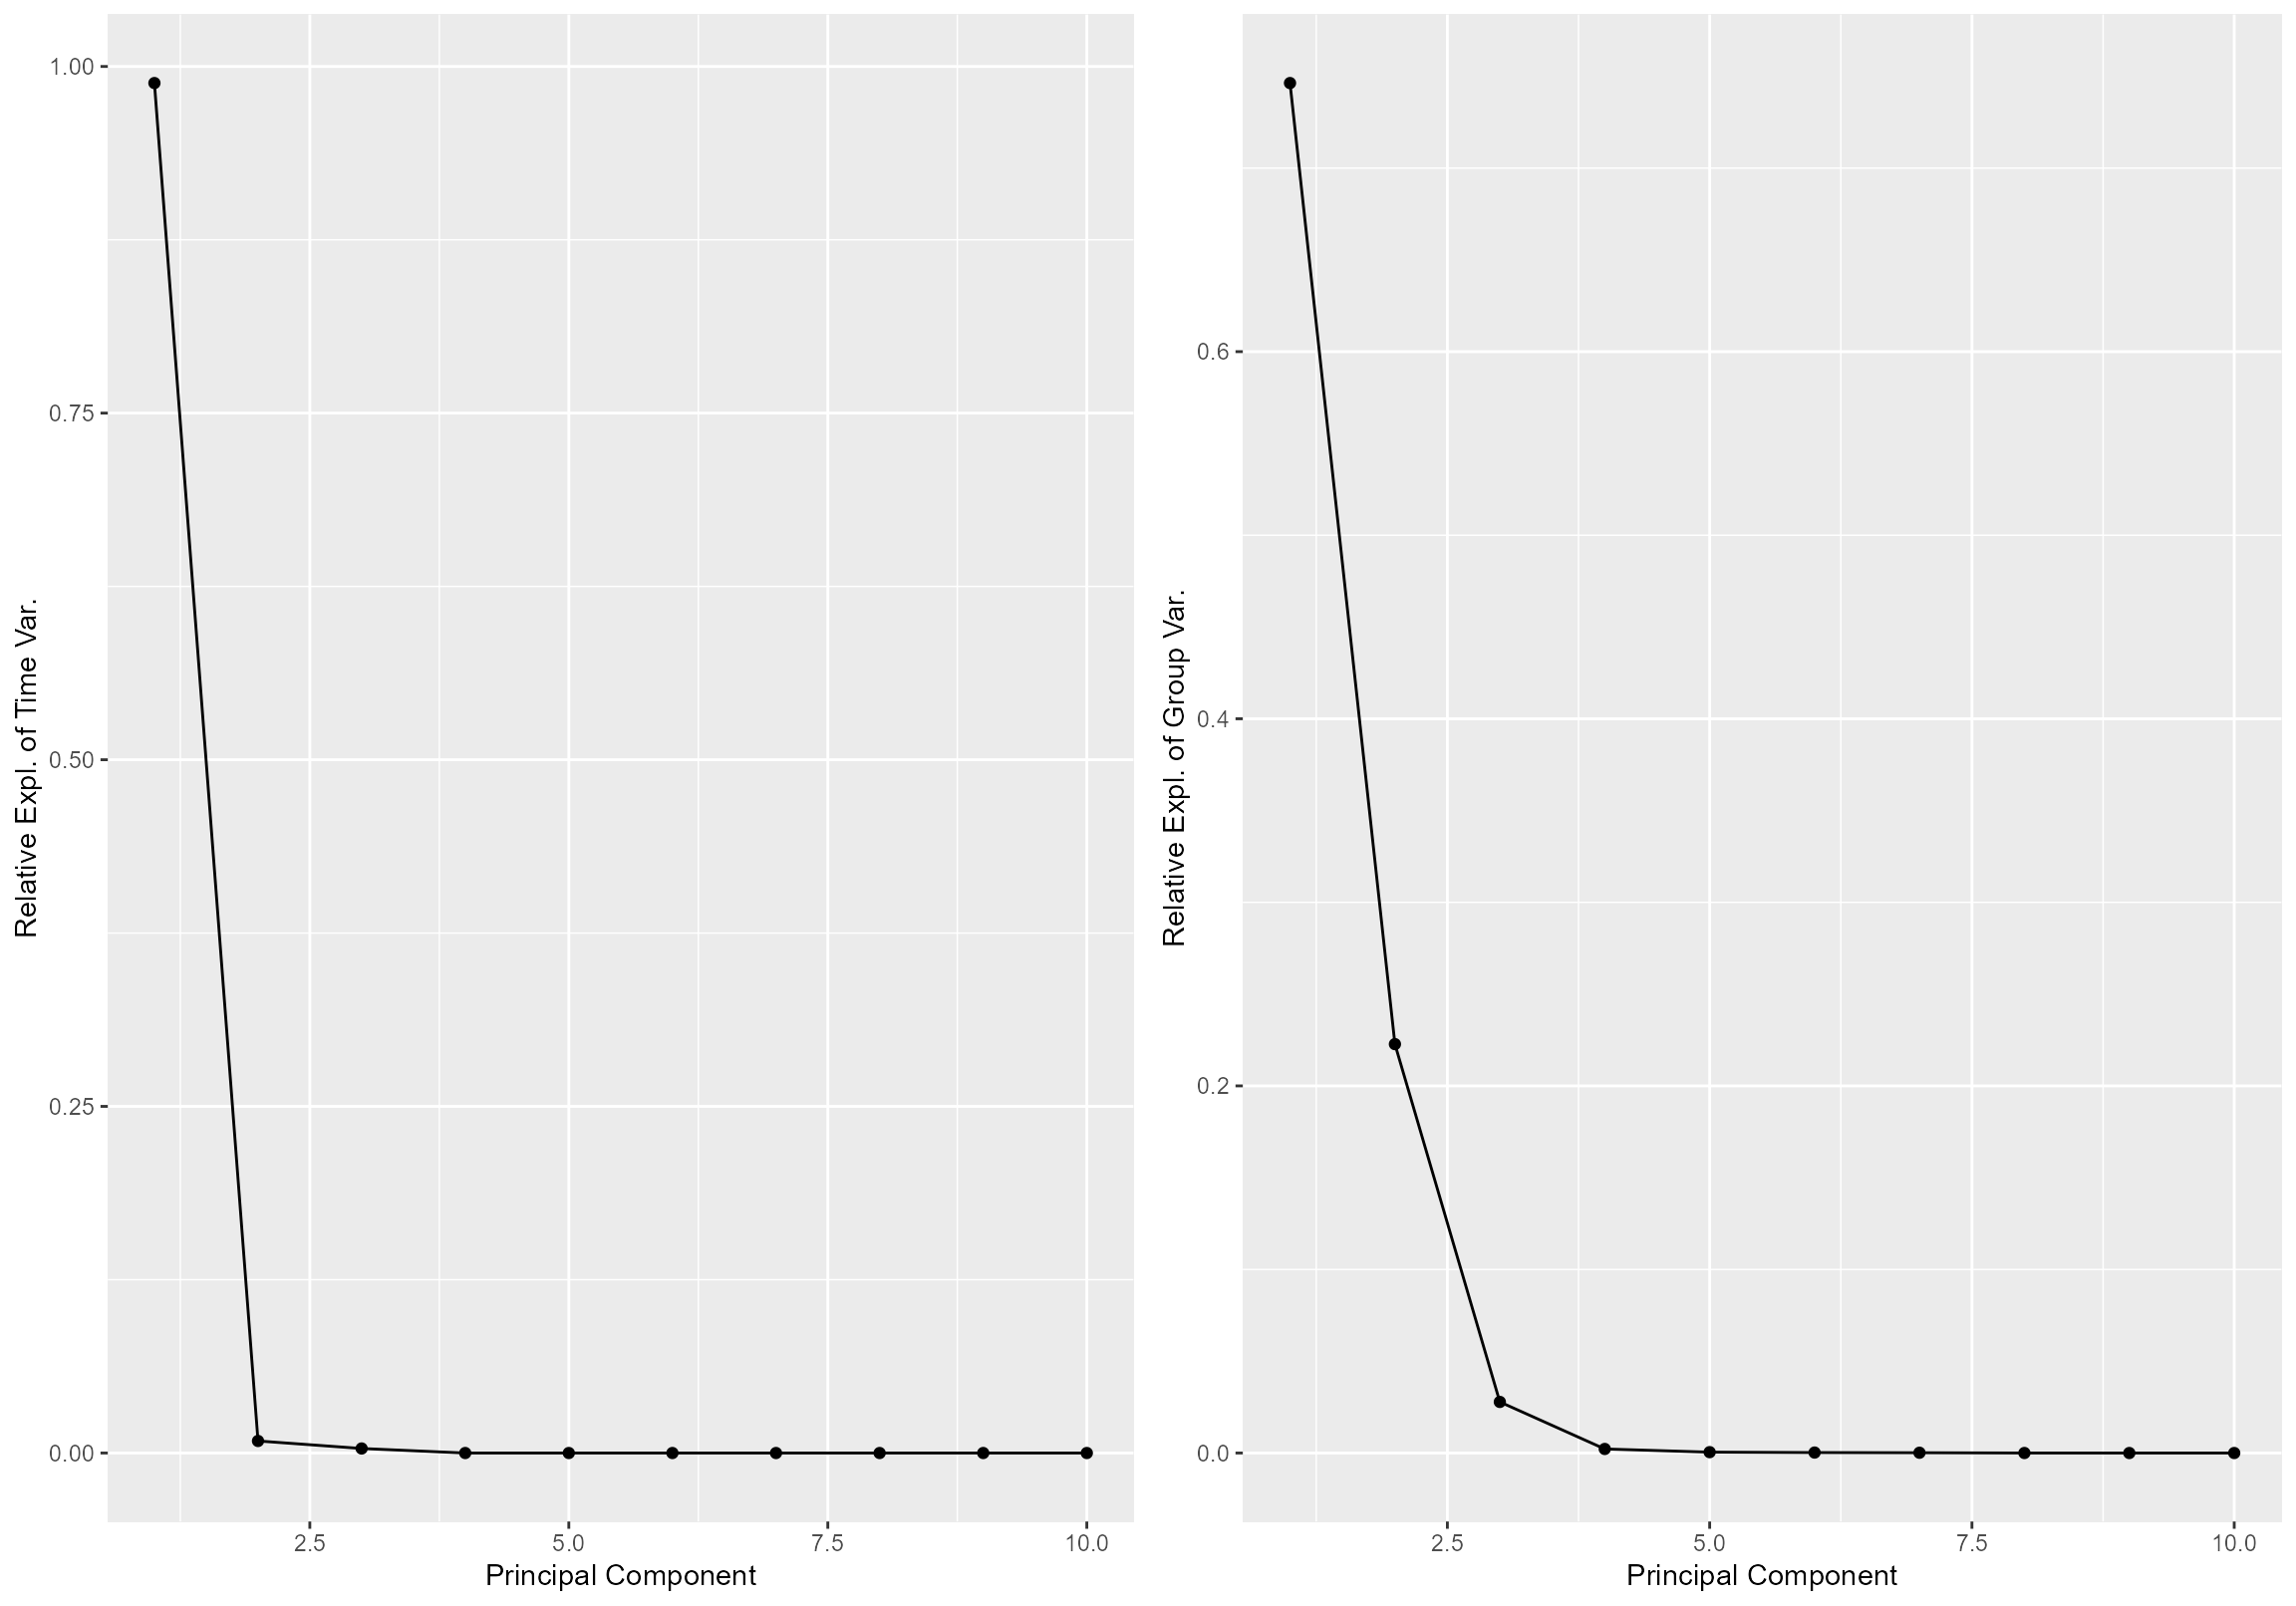 Relative Expl. of Time Var.
1.00
0.75
0.50
0.25
0.00
2.5 5.0 7.5 10.0
Principal Component
Relative Expl. of Group Var.
0.6
0.4
0.2
0.0
2.5 5.0 7.5 10.0
Principal Component